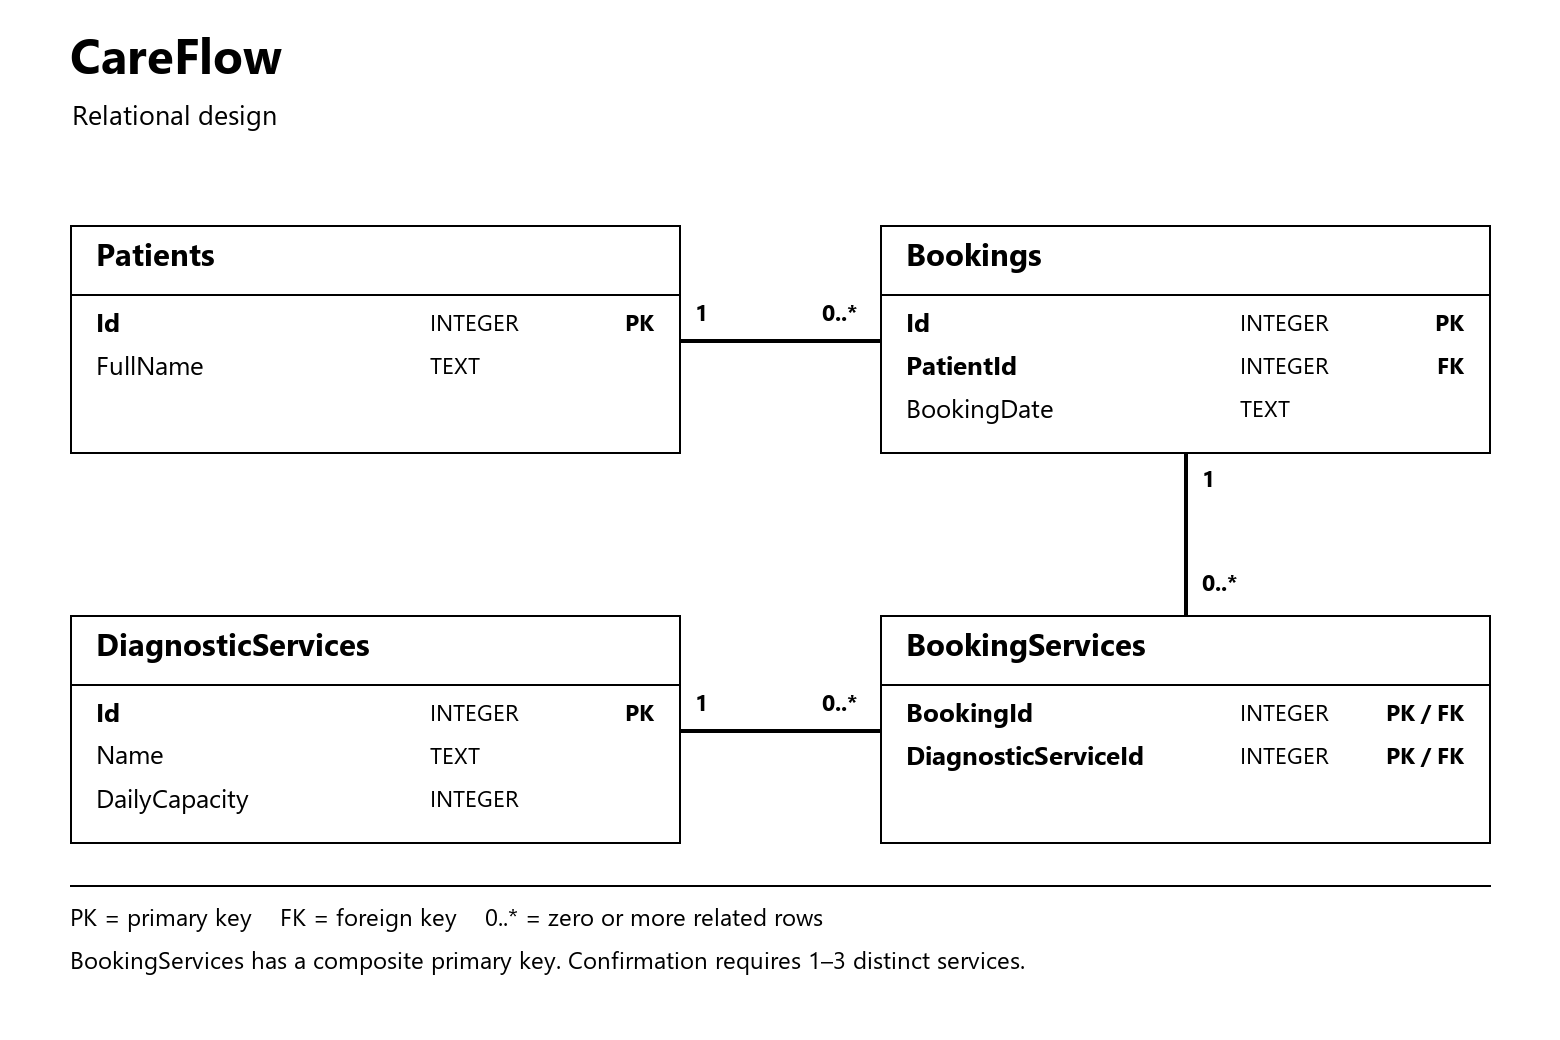 CareFlow
Relational design
Patients
Id INTEGER PK
FullName TEXT
1 0..*
Bookings
Id INTEGER PK
PatientId INTEGER FK
BookingDate TEXT
1
0..*
DiagnosticServices
Id INTEGER PK
Name TEXT
DailyCapacity INTEGER
1 0..*
BookingServices
BookingId INTEGER PK / FK
DiagnosticServiceId INTEGER PK / FK
PK = primary key FK = foreign key 0..* = zero or more related rows
BookingServices has a composite primary key. Confirmation requires 1–3 distinct services.